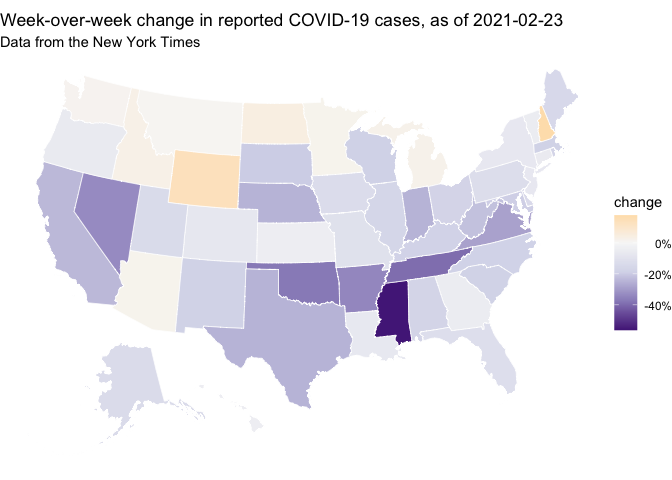 Week-over-week change in reported COVID-19 cases, as of 2021-02-23
Data from the New York Times
change
0%
-20%
-40%